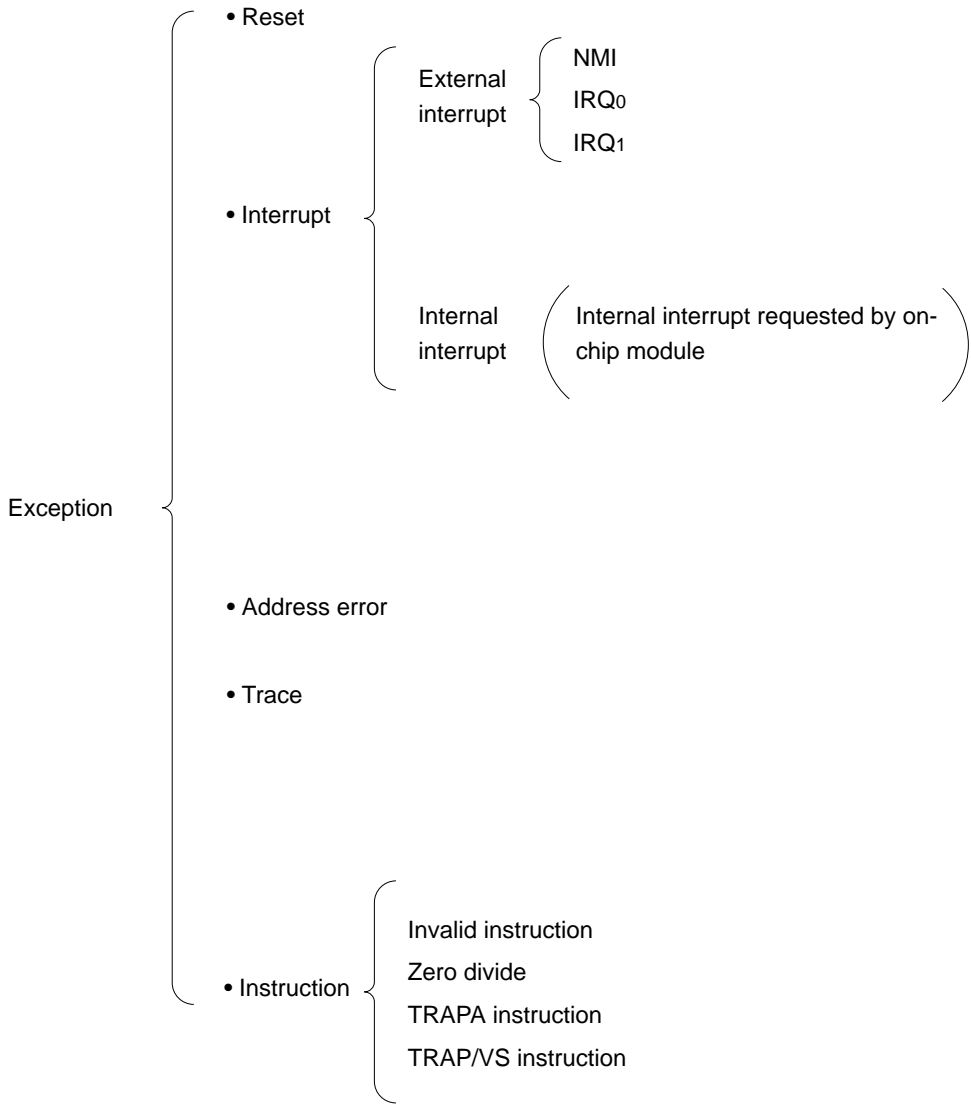 • Reset
External
interrupt
NMI
IRQ0
IRQ1
• Interrupt
Internal
interrupt
Internal interrupt requested by on-
chip module
Exception
• Address error
• Trace
• Instruction
Invalid instruction
Zero divide
TRAPA instruction
TRAP/VS instruction